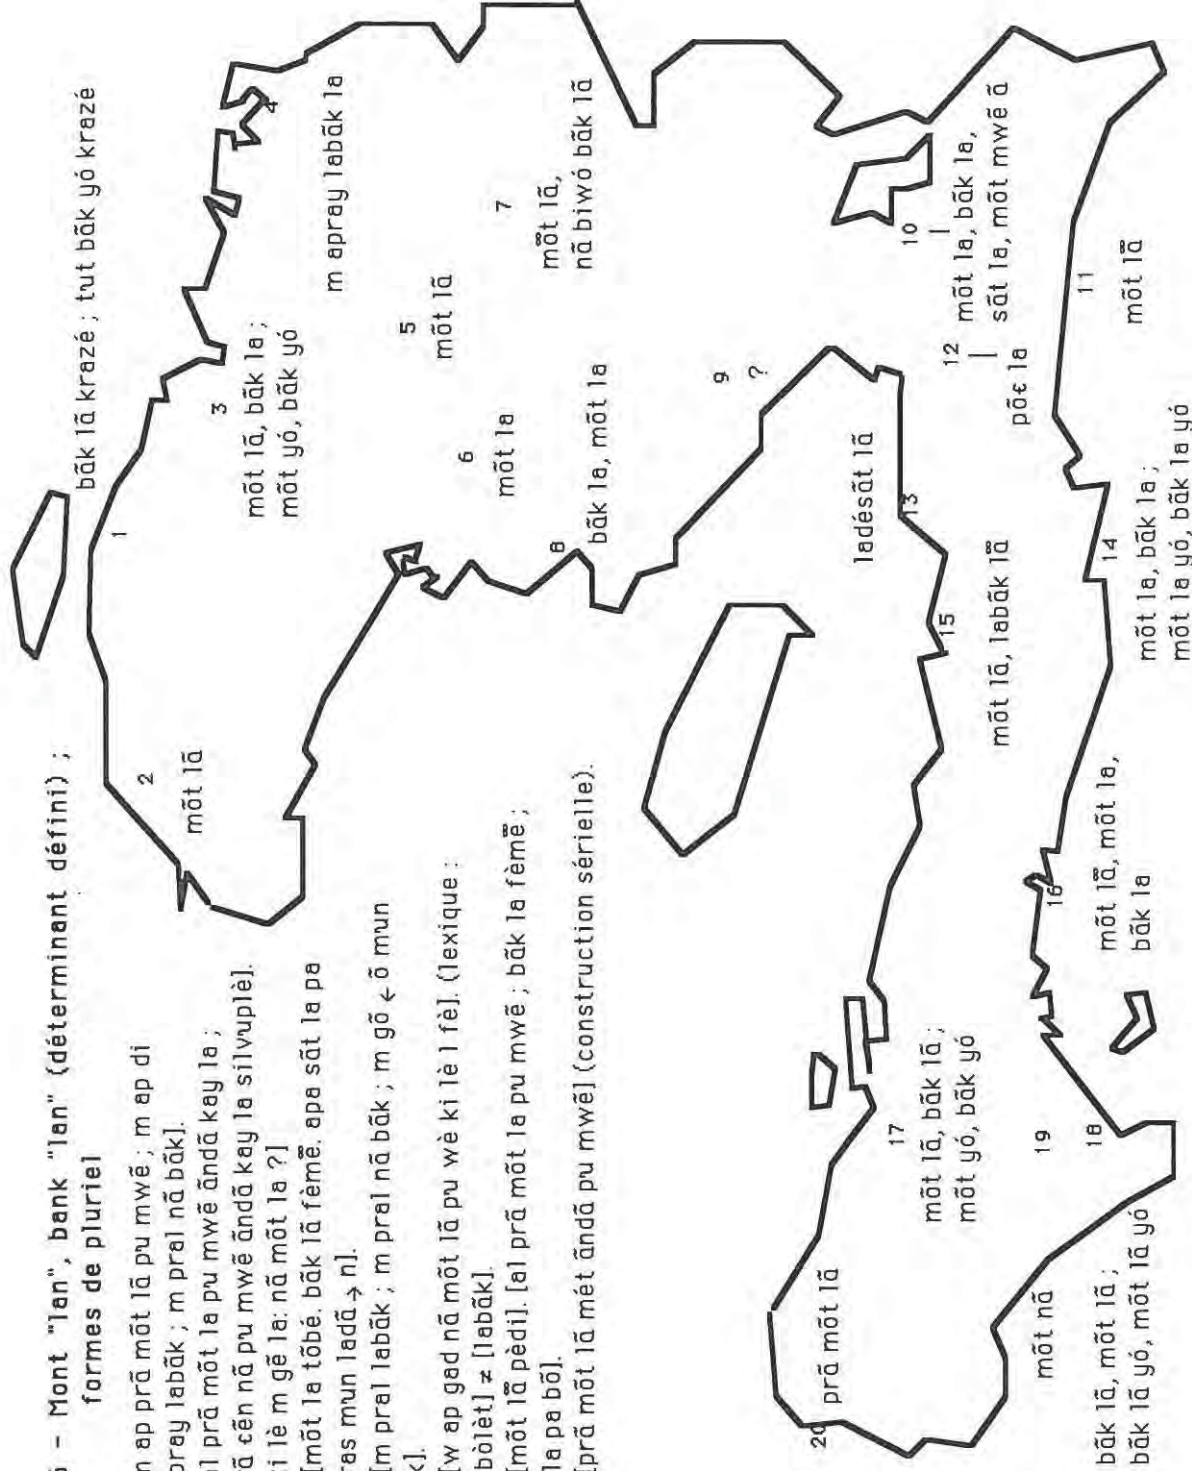 – Mont "lan", bank "lan" (déterminant défini) ;
formes de pluriel
ap prã mõt lã pu mwẽ ; m ap di
pray labãk ; m pral nã bãk].
l prã mõt la pu mwẽ ãndã kay la ;
ã ꞓẽn nã pu mwẽ ãndã kay la silvuplè].
i lè m gẽ la: nã mõt la ?]
[mõt la tõbé. bãk lã fèmẽ. apa sãt la pa
ras mun ladã → n].
[m pral labãk ; m pral nã bãk ; m gõ ← õ mun
k].
[w ap gad nã mõt lã pu wè ki lè l fè]. (lexique :
bòlèt] ≠ [labãk].
[mõt lã pèdi]. [al prã mõt la pu mwẽ ; bãk la fèmẽ ;
la pa bõ].
[prã mõt lã mét ãndã pu mwẽ] (construction sérielle).
1
bãk lã krazé ; tut bãk yó krazé
2
mõt lã
3
mõt lã, bãk la ;
mõt yó, bãk yó
4
m apray labãk la
5
mõt lã
6
mõt la
7
mõt lã,
nã biwó bãk lã
8
bãk la, mõt la
9
?
10
mõt la, bãk la,
sãt la, mõt mwẽ ã
11
mõt lã
12
põꞓ la
13
ladésãt lã
14
mõt la, bãk la ;
mõt la yó, bãk la yó
15
mõt lã, labãk lã
16
mõt lã, mõt la,
bãk la
17
mõt lã, bãk lã ;
mõt yó, bãk yó
18
bãk lã, mõt lã ;
bãk lã yó, mõt lã yó
19
mõt nã
20
prã mõt lã